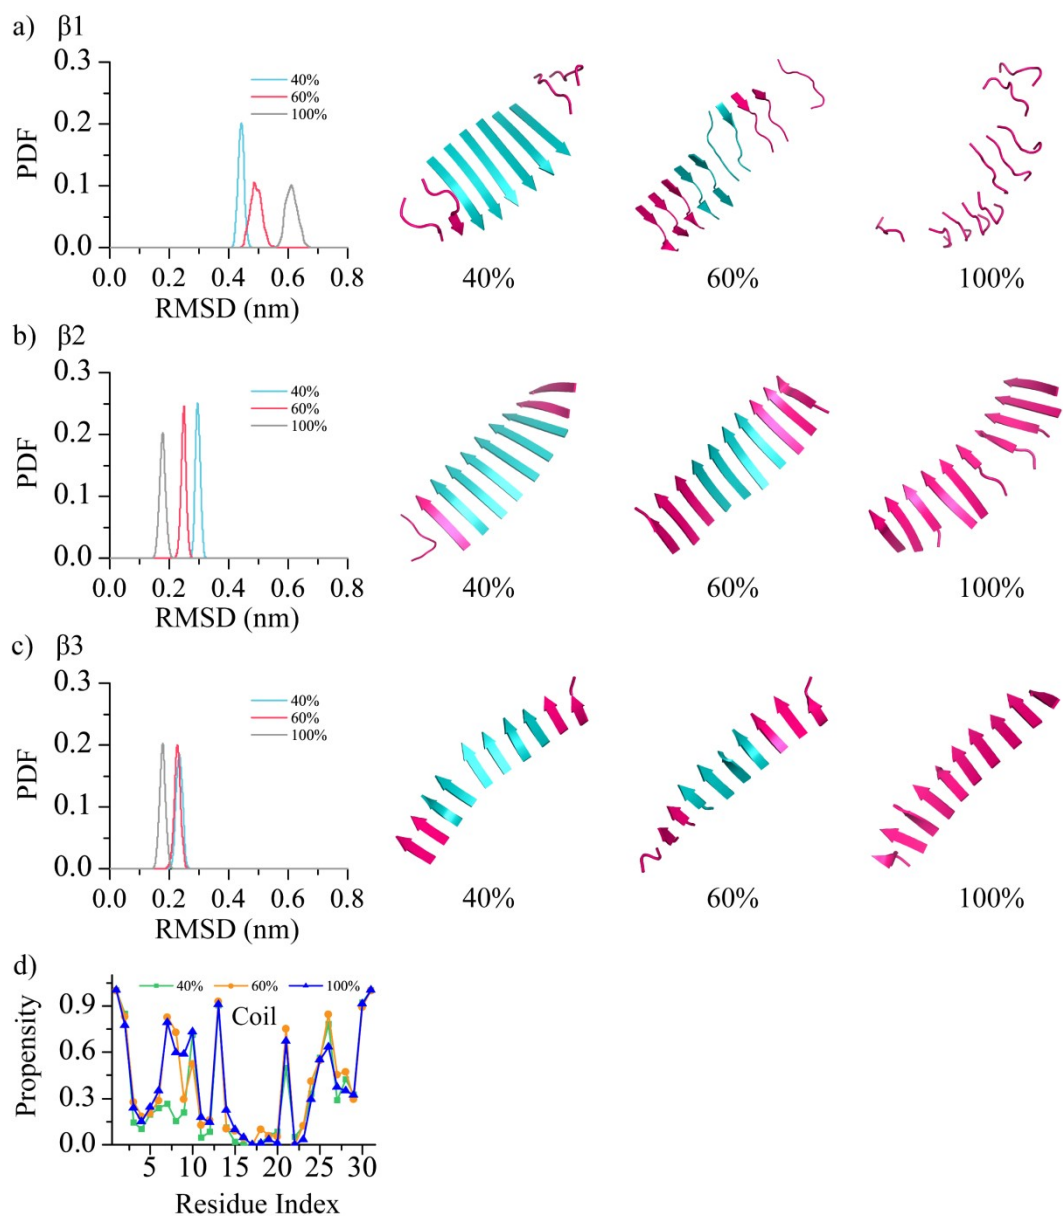 a) β1
0.3
0.2
0.1
0.0
PDF
40%
60%
100%
0.0 0.2 0.4 0.6 0.8
RMSD (nm)
40% 60% 100%
b) β2
0.3
0.2
0.1
0.0
PDF
40%
60%
100%
0.0 0.2 0.4 0.6 0.8
RMSD (nm)
40% 60% 100%
c) β3
0.3
0.2
0.1
0.0
PDF
40%
60%
100%
0.0 0.2 0.4 0.6 0.8
RMSD (nm)
40% 60% 100%
d)
40% 60% 100%
Coil
0.9
0.6
0.3
0.0
Propensity
5 10 15 20 25 30
Residue Index